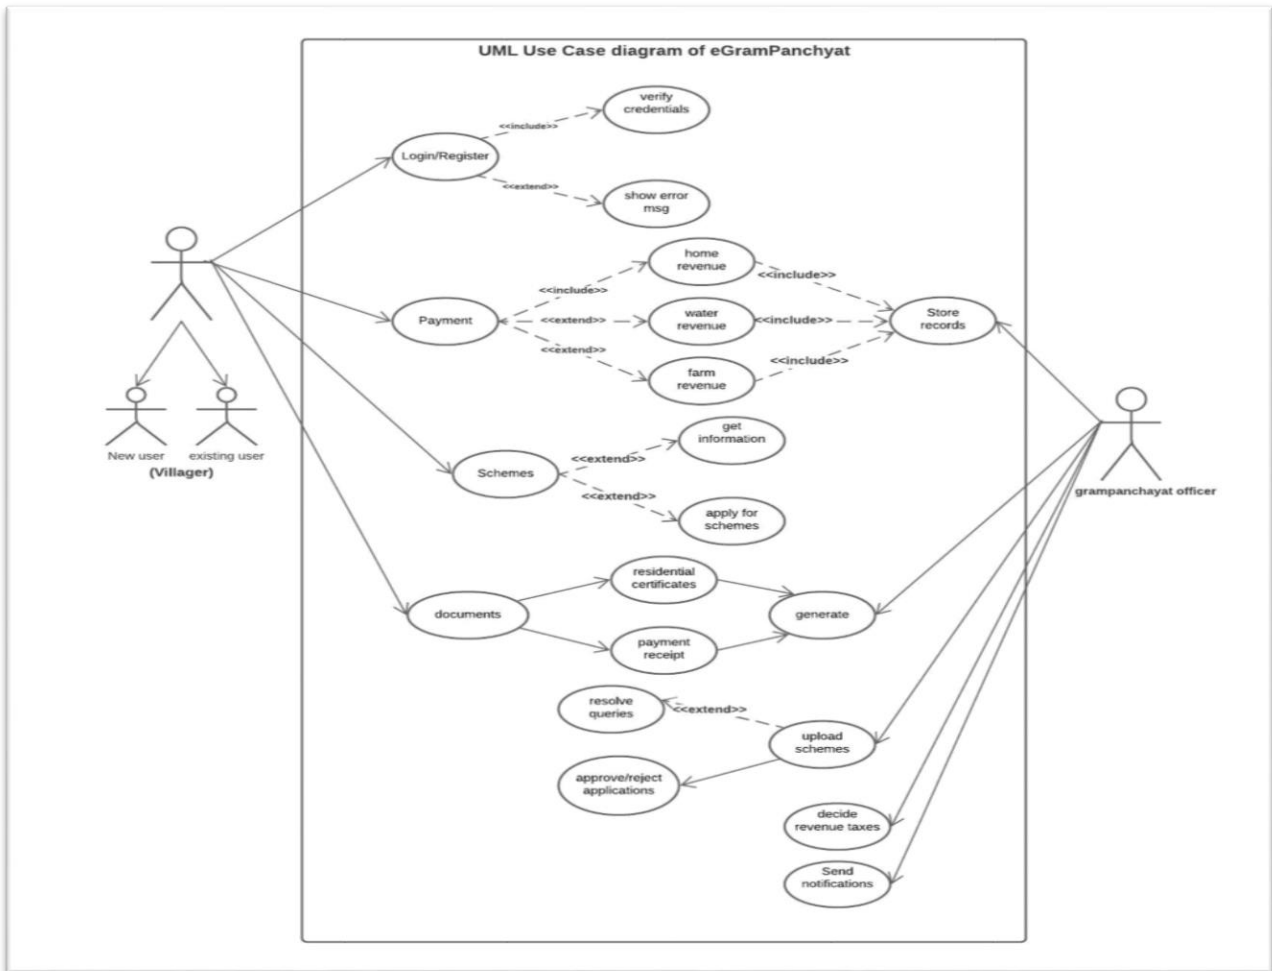 UML Use Case diagram of eGramPanchyat
verify
credentials
<<include>>
Login/Register
<<extend>>
show error
msg
home
revenue
<<include>>
<<include>>
Payment
<<extend>>
water
revenue
<<include>>
Store
records
<<extend>>
farm
revenue
<<include>>
New user
existing user
(Villager)
get
information
<<extend>>
Schemes
<<extend>>
apply for
schemes
grampanchayat officer
residential
certificates
documents
generate
payment
receipt
resolve
queries
<<extend>>
upload
schemes
approve/reject
applications
decide
revenue taxes
Send
notifications